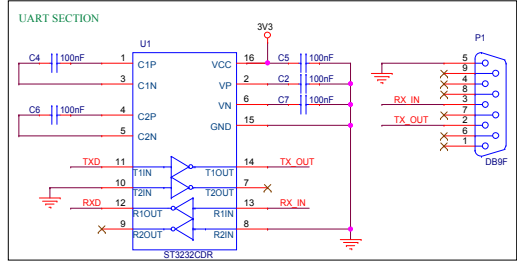 UART SECTION
3V3
U1
P1
C4 100nF 1 C1P VCC 16 C5 100nF
3 C1N VP 2 C2 100nF
C6 100nF 4 C2P VN 6 C7 100nF
5 C2N GND 15
TXD 11 T1IN T1OUT 14 TX_OUT
10 T2IN T2OUT 7
RXD 12 R1OUT R1IN 13 RX_IN
9 R2OUT R2IN 8
ST3232CDR
5
9
4
8
RX_IN 3
7
TX_OUT 2
6
1
DB9F